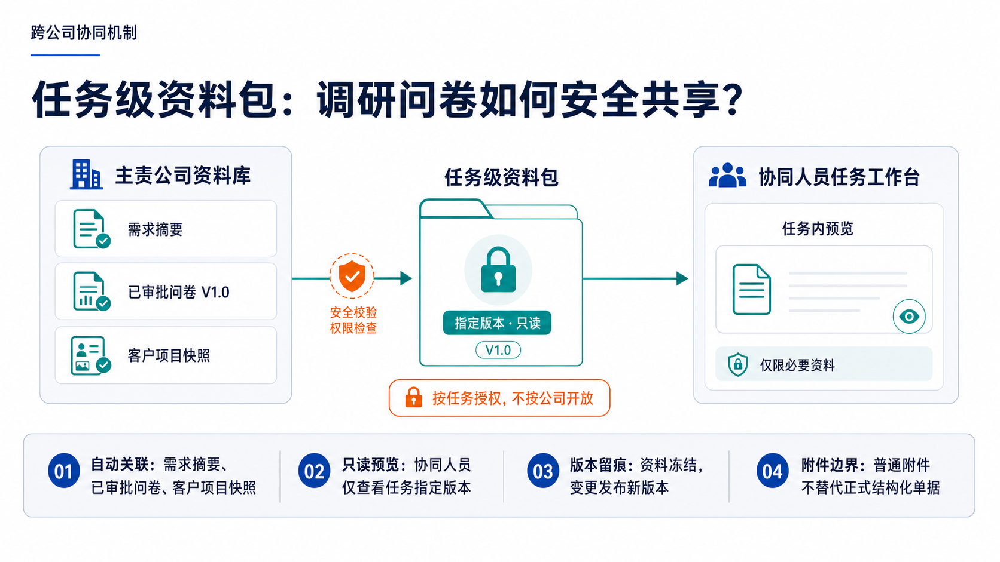 跨公司协同机制
任务级资料包：调研问卷如何安全共享？
主责公司资料库
需求摘要
已审批问卷 V1.0
客户项目快照
安全校验
权限检查
任务级资料包
指定版本·只读
V1.0
按任务授权，不按公司开放
协同人员任务工作台
任务内预览
仅限必要资料
01
自动关联：需求摘要、
已审批问卷、客户项目快照
02
只读预览：协同人员
仅查看任务指定版本
03
版本留痕：资料冻结，
变更发布新版本
04
附件边界：普通附件
不替代正式结构化单据